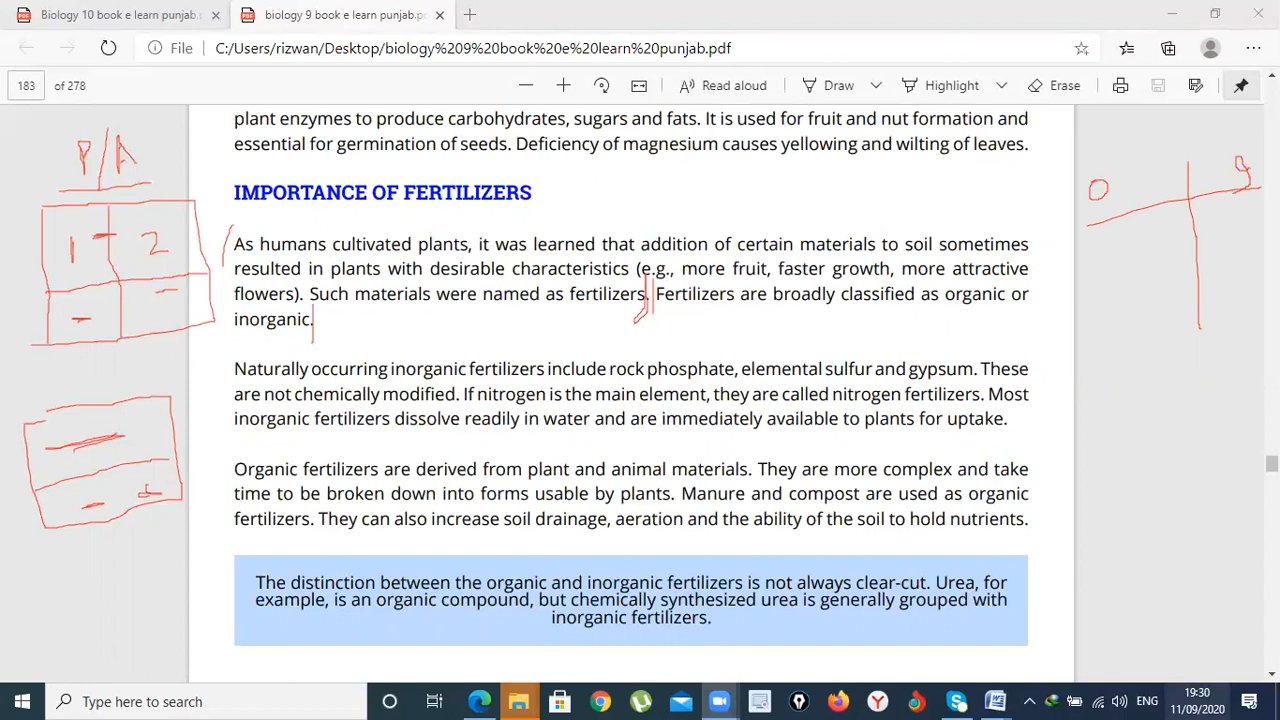 Biology 10 book e learn punjab.
biology 9 book e learn punjab.pd
File C:/Users/rizwan/Desktop/biology%209%20book%20e%20learn%20punjab.pdf
183 of 278 Read aloud Draw Highlight Erase
plant enzymes to produce carbohydrates, sugars and fats. It is used for fruit and nut formation and
essential for germination of seeds. Deficiency of magnesium causes yellowing and wilting of leaves.
P/A
IMPORTANCE OF FERTILIZERS
O
1 2
As humans cultivated plants, it was learned that addition of certain materials to soil sometimes
resulted in plants with desirable characteristics (e.g., more fruit, faster growth, more attractive
flowers). Such materials were named as fertilizers. Fertilizers are broadly classified as organic or
inorganic.
Naturally occurring inorganic fertilizers include rock phosphate, elemental sulfur and gypsum. These
are not chemically modified. If nitrogen is the main element, they are called nitrogen fertilizers. Most
inorganic fertilizers dissolve readily in water and are immediately available to plants for uptake.
Organic fertilizers are derived from plant and animal materials. They are more complex and take
time to be broken down into forms usable by plants. Manure and compost are used as organic
fertilizers. They can also increase soil drainage, aeration and the ability of the soil to hold nutrients.
The distinction between the organic and inorganic fertilizers is not always clear-cut. Urea, for
example, is an organic compound, but chemically synthesized urea is generally grouped with
inorganic fertilizers.
Type here to search
ENG
19:30
11/09/2020